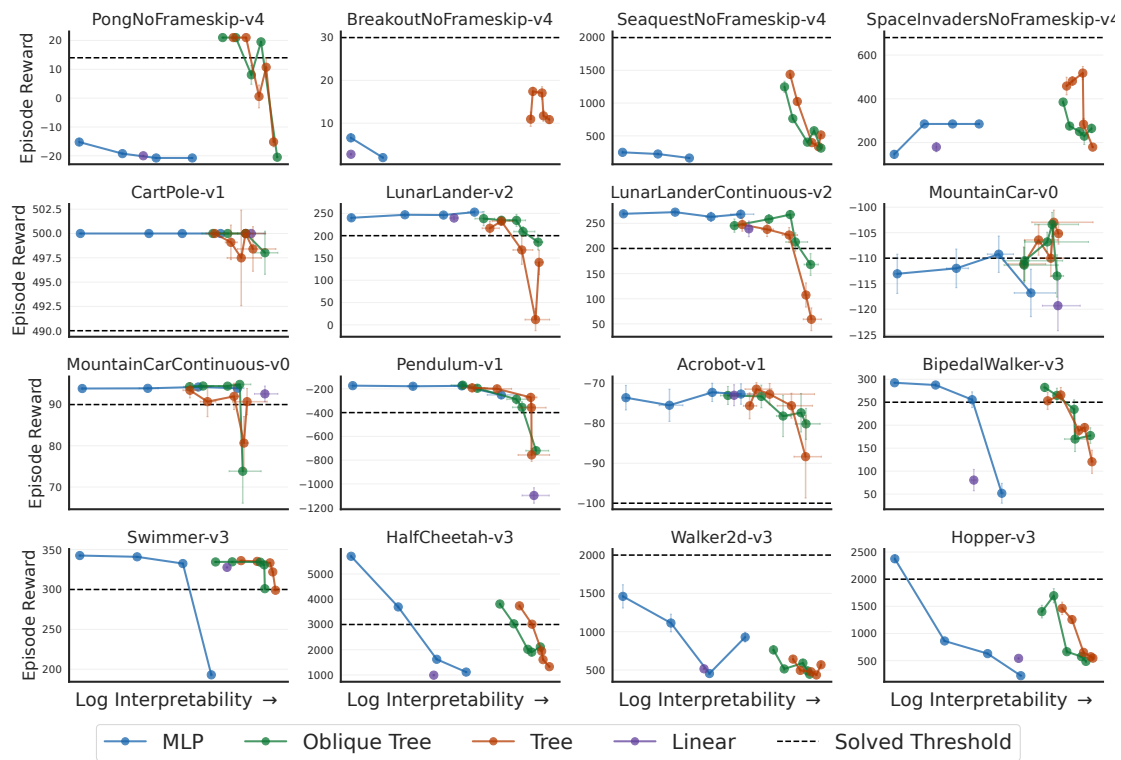 PongNoFrameskip-v4
BreakoutNoFrameskip-v4
SeaquestNoFrameskip-v4
SpaceInvadersNoFrameskip-v4
Episode Reward
20
10
0
−10
−20
30
20
10
2000
1500
1000
500
600
400
200
CartPole-v1
LunarLander-v2
LunarLanderContinuous-v2
MountainCar-v0
Episode Reward
502.5
500.0
497.5
495.0
492.5
490.0
250
200
150
100
50
0
250
200
150
100
50
−100
−105
−110
−115
−120
−125
MountainCarContinuous-v0
Pendulum-v1
Acrobot-v1
BipedalWalker-v3
Episode Reward
90
80
70
−200
−400
−600
−800
−1000
−1200
−70
−80
−90
−100
300
250
200
150
100
50
Swimmer-v3
HalfCheetah-v3
Walker2d-v3
Hopper-v3
Episode Reward
350
300
250
200
5000
4000
3000
2000
1000
2000
1500
1000
500
2500
2000
1500
1000
500
Log Interpretability →
Log Interpretability →
Log Interpretability →
Log Interpretability →
MLP
Oblique Tree
Tree
Linear
Solved Threshold